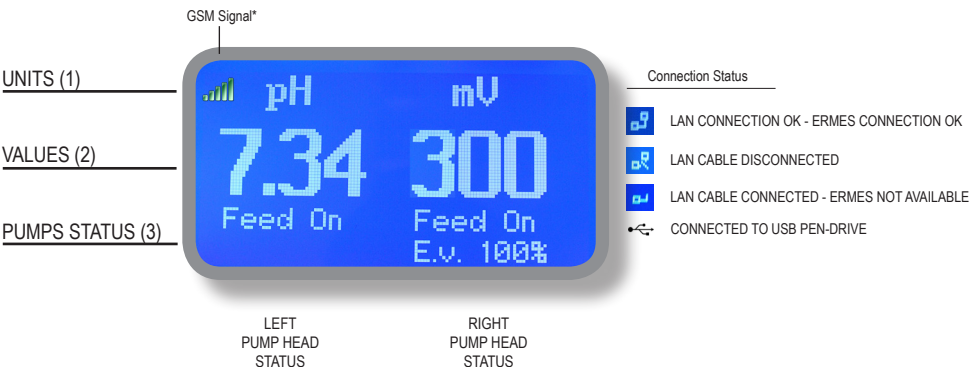 GSM Signal*
UNITS (1)
VALUES (2)
PUMPS STATUS (3)
pH mV
7.34 300
Feed On Feed On
E.v. 100%
LEFT
PUMP HEAD
STATUS
RIGHT
PUMP HEAD
STATUS
Connection Status
LAN CONNECTION OK - ERMES CONNECTION OK
LAN CABLE DISCONNECTED
LAN CABLE CONNECTED - ERMES NOT AVAILABLE
CONNECTED TO USB PEN-DRIVE